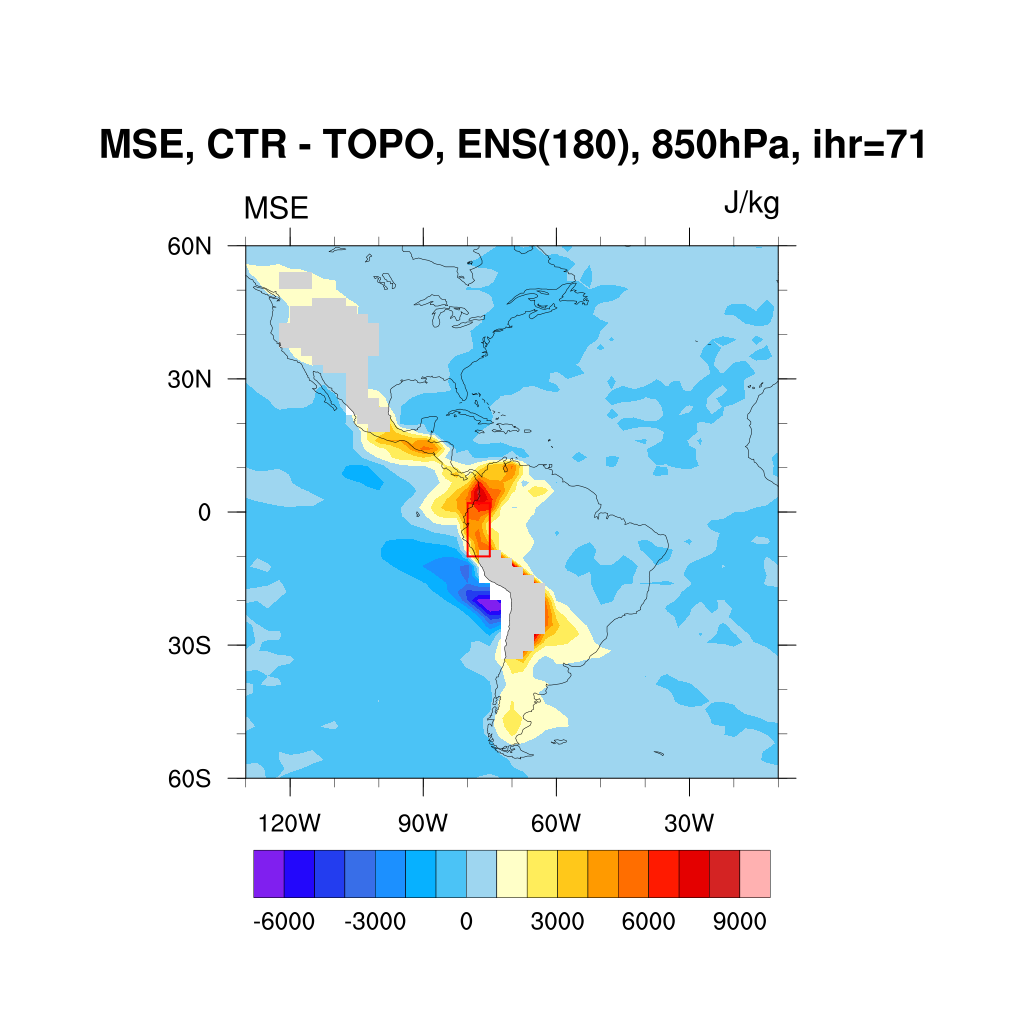 MSE, CTR - TOPO, ENS(180), 850hPa, ihr=71
MSE J/kg
60N
30N
0
30S
60S
120W 90W 60W 30W
-6000 -3000 0 3000 6000 9000